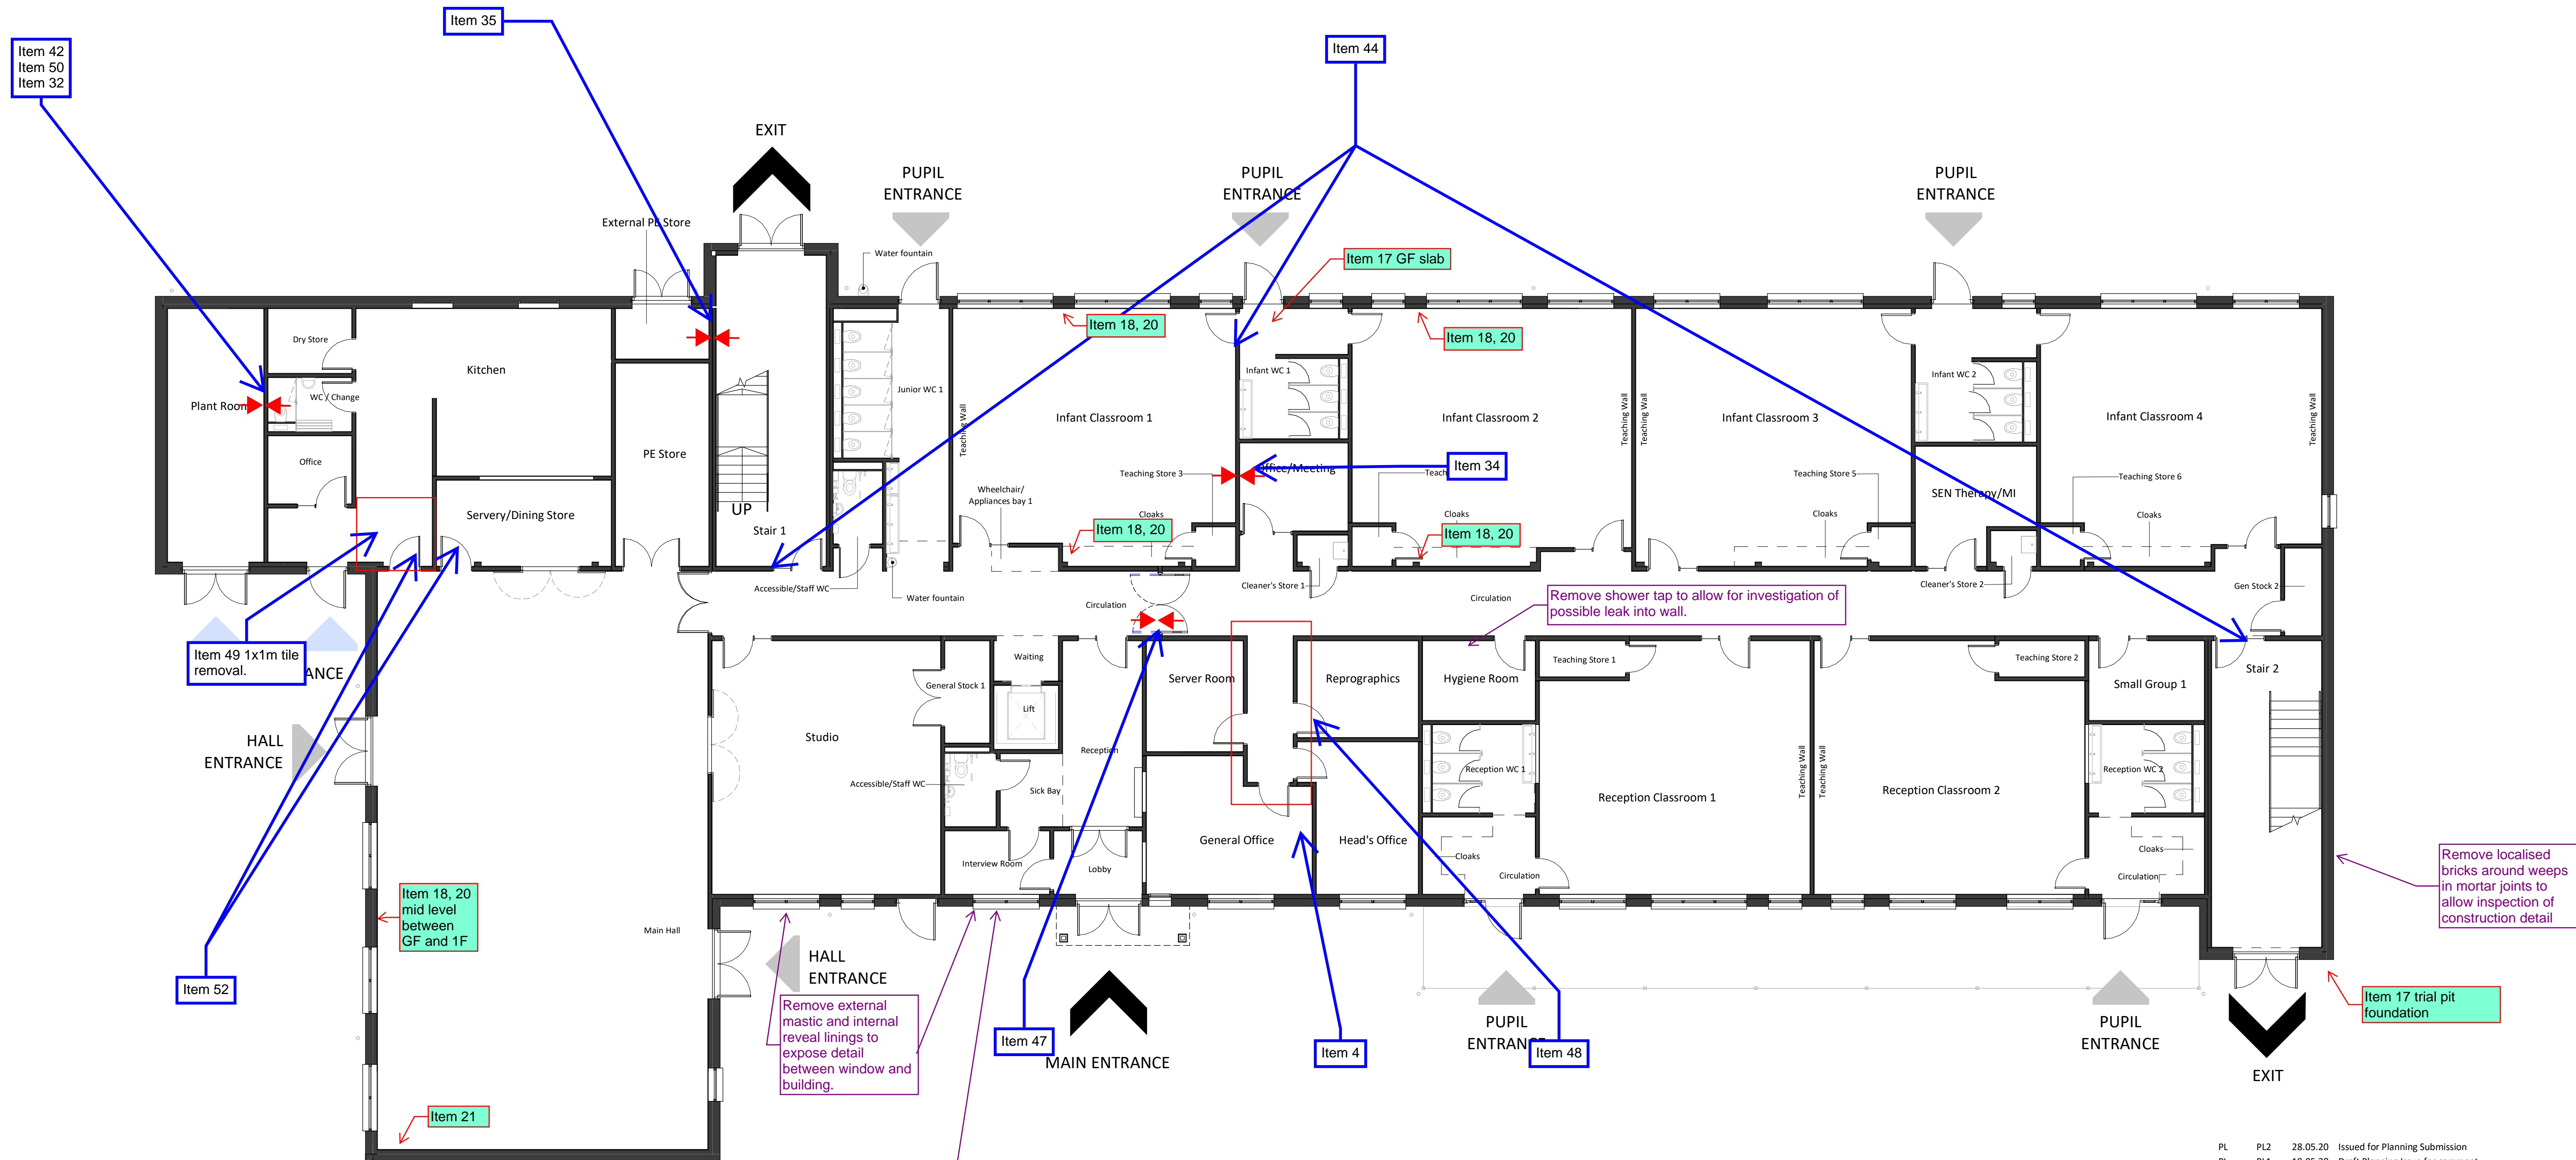 Item 35
Item 42
Item 50
Item 32
Item 44
EXIT
PUPIL
ENTRANCE
PUPIL
ENTRANCE
PUPIL
ENTRANCE
External PE Store
Water fountain
Item 17 GF slab
Item 18, 20
Item 18, 20
Dry Store
Kitchen
WC / Change
Plant Room
Junior WC 1
Infant WC 1
Infant WC 2
Teaching Wall
Infant Classroom 1
Infant Classroom 2
Teaching Wall
Teaching Wall
Infant Classroom 3
Infant Classroom 4
Teaching Wall
Office
PE Store
Teaching Store 3
Office/Meeting
Teach
Item 34
Teaching Store 5
Teaching Store 6
Wheelchair/
Appliances bay 1
SEN Therapy/MI
UP
Servery/Dining Store
Stair 1
Cloaks
Cloaks
Cloaks
Cloaks
Item 18, 20
Item 18, 20
Accessible/Staff WC
Water fountain
Circulation
Cleaner's Store 1
Circulation
Cleaner's Store 2
Gen Stock 2
Remove shower tap to allow for investigation of
possible leak into wall.
Item 49 1x1m tile
removal.
ANCE
Waiting
General Stock 1
Lift
Server Room
Reprographics
Hygiene Room
Teaching Store 1
Teaching Store 2
Small Group 1
Stair 2
HALL
ENTRANCE
Studio
Reception
Accessible/Staff WC
Sick Bay
Reception WC 1
Reception Classroom 1
Teaching Wall
Teaching Wall
Reception Classroom 2
Reception WC 2
General Office
Head's Office
Interview Room
Lobby
Cloaks
Circulation
Cloaks
Circulation
Remove localised
bricks around weeps
in mortar joints to
allow inspection of
construction detail
Item 18, 20
mid level
between
GF and 1F
Main Hall
Item 52
HALL
ENTRANCE
Remove external
mastic and internal
reveal linings to
expose detail
between window and
building.
Item 47
MAIN ENTRANCE
Item 4
PUPIL
ENTRANCE
Item 48
PUPIL
ENTRANCE
Item 17 trial pit
foundation
EXIT
Item 21
PL PL2 28.05.20 Issued for Planning Submission